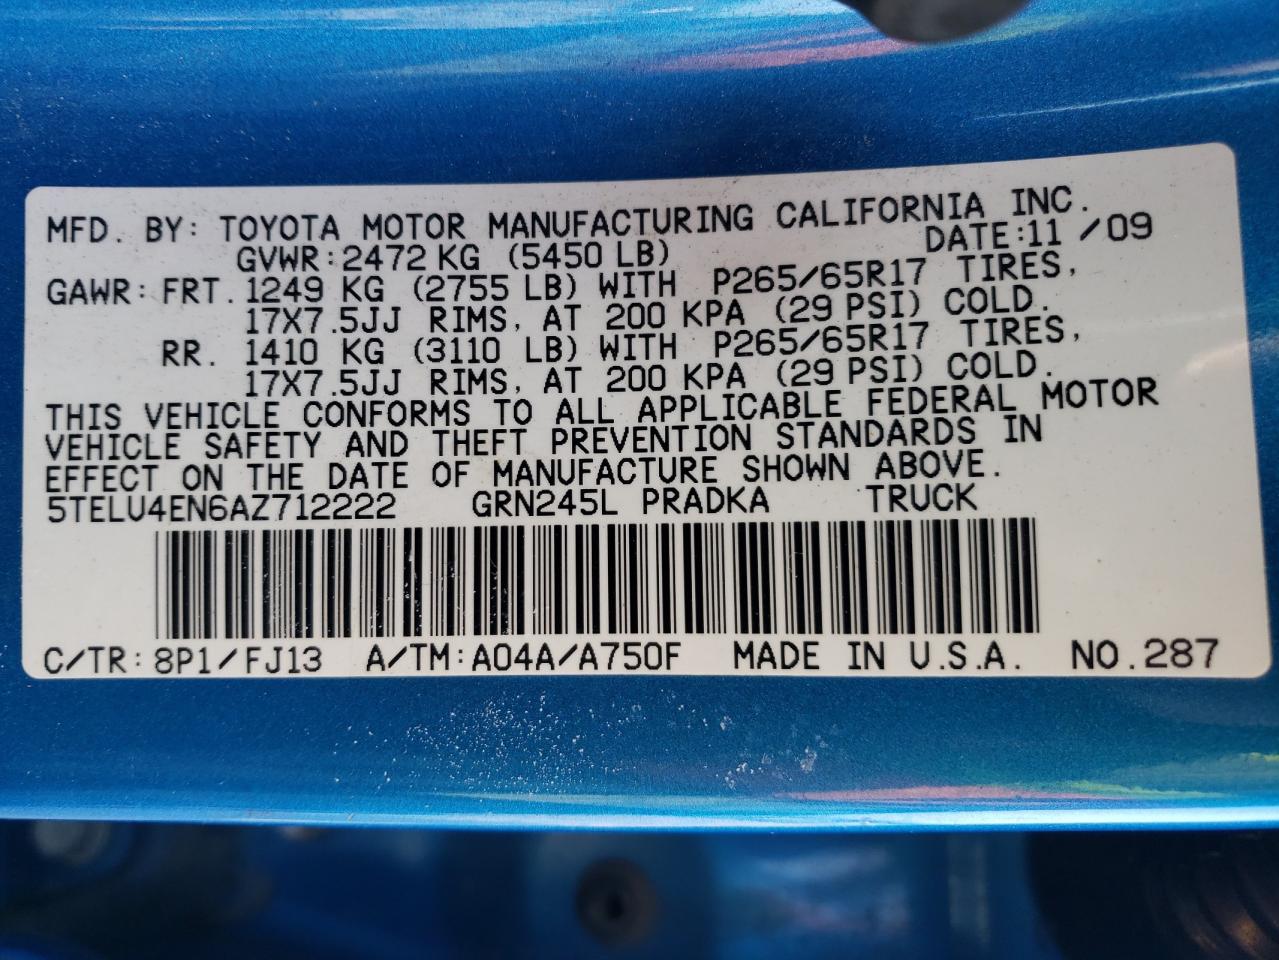 MFD. BY: TOYOTA MOTOR MANUFACTURING CALIFORNIA INC.
GVWR: 2472 KG (5450 LB) DATE: 11 / 09
GAWR: FRT. 1249 KG (2755 LB) WITH P265/65R17 TIRES,
17X7.5JJ RIMS, AT 200 KPA (29 PSI) COLD.
RR. 1410 KG (3110 LB) WITH P265/65R17 TIRES,
17X7.5JJ RIMS, AT 200 KPA (29 PSI) COLD.
THIS VEHICLE CONFORMS TO ALL APPLICABLE FEDERAL MOTOR
VEHICLE SAFETY AND THEFT PREVENTION STANDARDS IN
EFFECT ON THE DATE OF MANUFACTURE SHOWN ABOVE.
5TELU4EN6AZ712222 GRN245L PRADKA TRUCK
C/TR: 8P1/FJ13 A/TM: A04A/A750F MADE IN U.S.A. NO.287